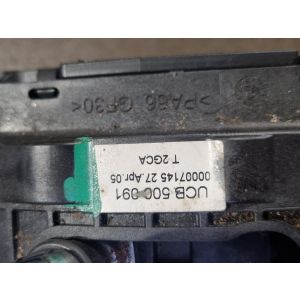 >PA66 GF30<
UCB 500 091
00007145 27.Apr.05
T 2GCA